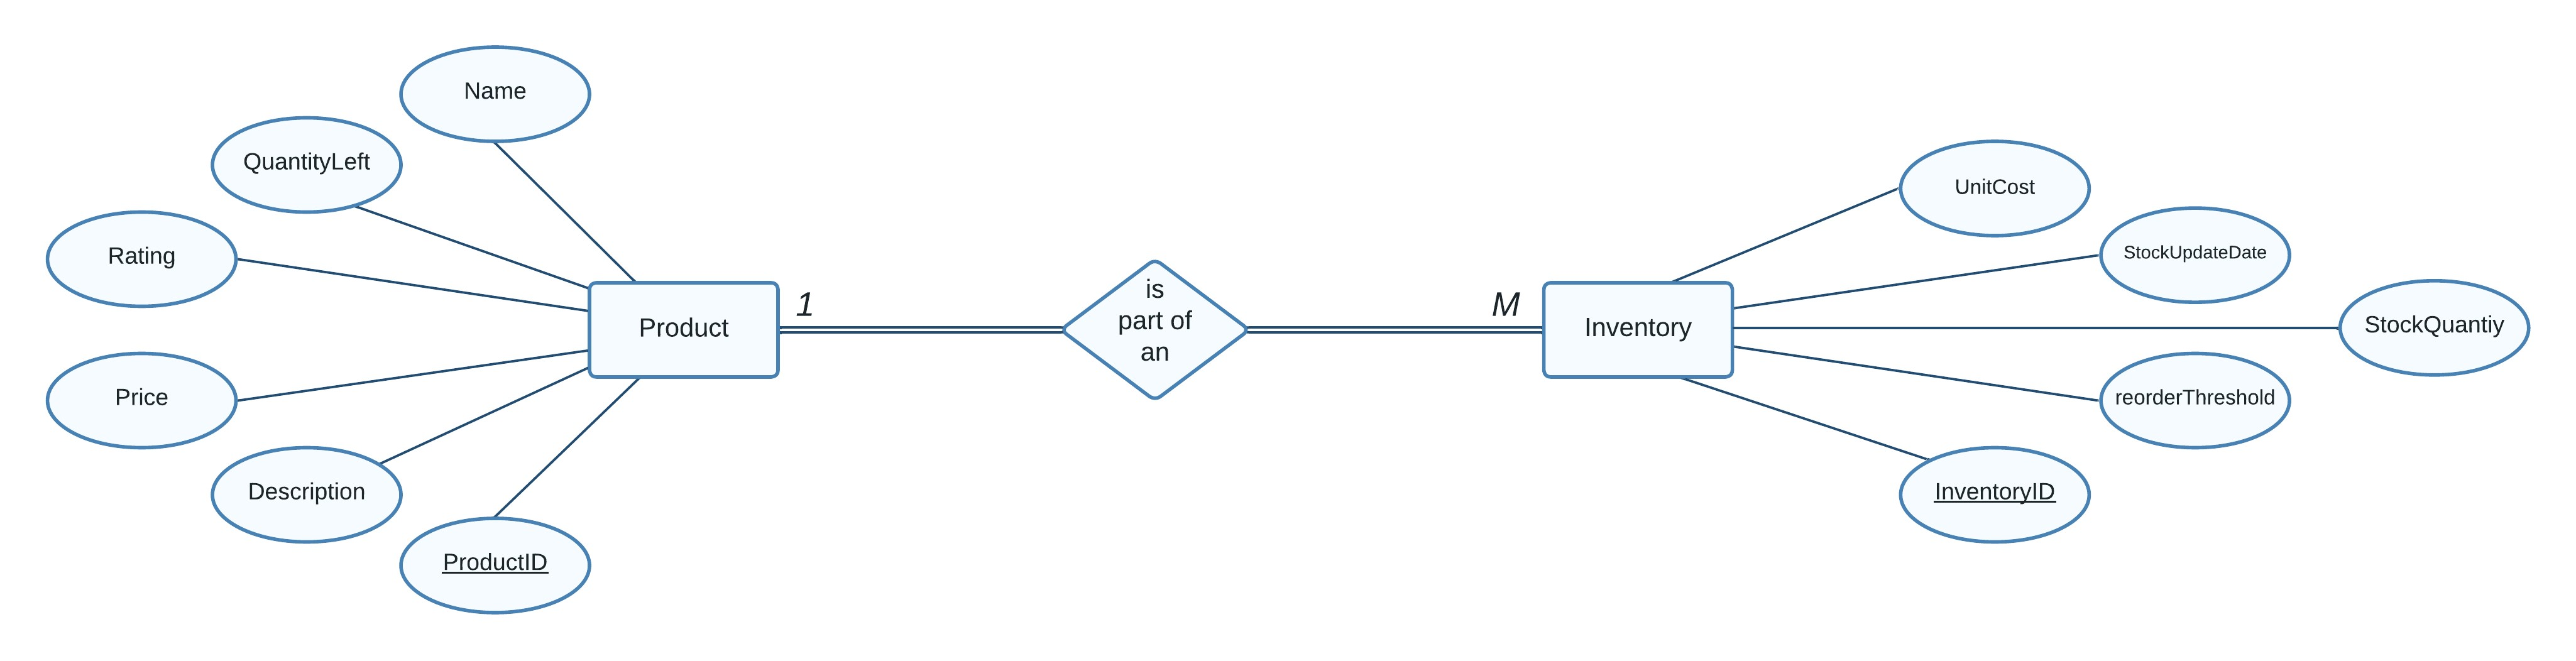 Name
QuantityLeft
Rating
Price
Description
ProductID
Product
1
is
part of
an
M
Inventory
UnitCost
StockUpdateDate
StockQuantiy
reorderThreshold
InventoryID